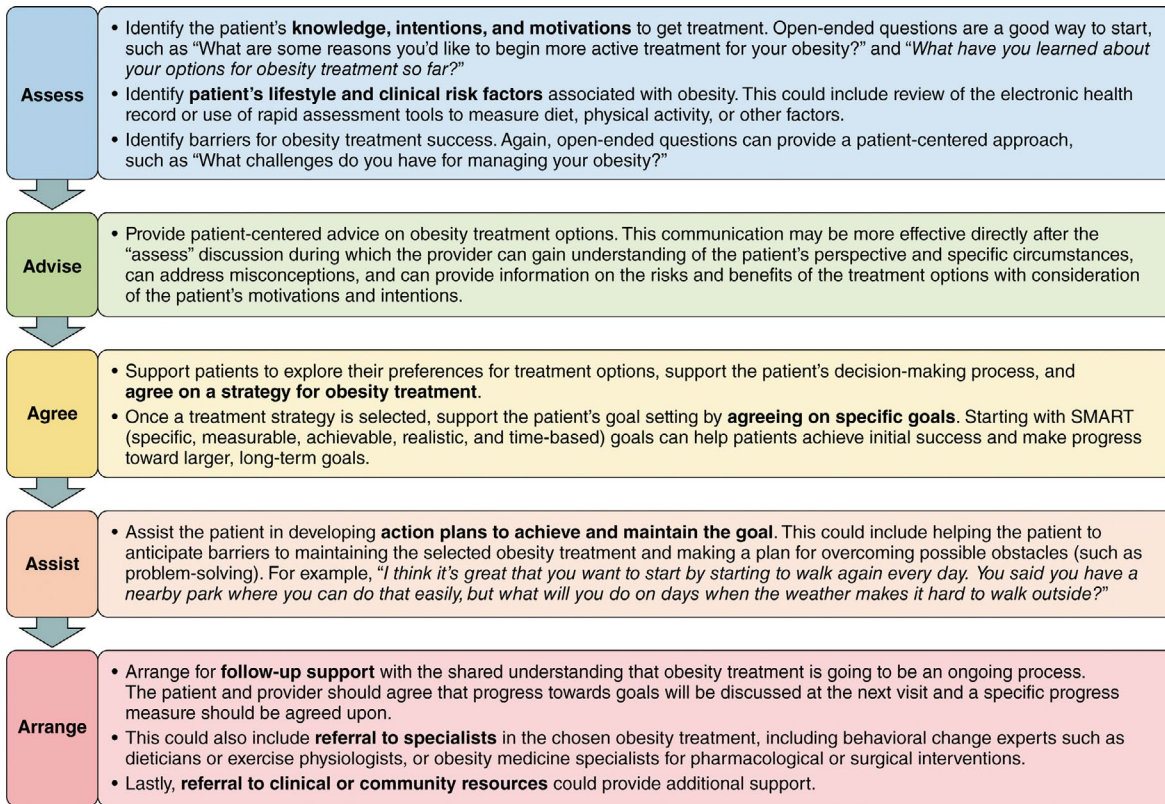 Assess
• Identify the patient's knowledge, intentions, and motivations to get treatment. Open-ended questions are a good way to start,
such as “What are some reasons you'd like to begin more active treatment for your obesity?” and “What have you learned about
your options for obesity treatment so far?”
• Identify patient's lifestyle and clinical risk factors associated with obesity. This could include review of the electronic health
record or use of rapid assessment tools to measure diet, physical activity, or other factors.
• Identify barriers for obesity treatment success. Again, open-ended questions can provide a patient-centered approach,
such as “What challenges do you have for managing your obesity?”
Advise
• Provide patient-centered advice on obesity treatment options. This communication may be more effective directly after the
“assess” discussion during which the provider can gain understanding of the patient's perspective and specific circumstances,
can address misconceptions, and can provide information on the risks and benefits of the treatment options with consideration
of the patient's motivations and intentions.
Agree
• Support patients to explore their preferences for treatment options, support the patient's decision-making process, and
agree on a strategy for obesity treatment.
• Once a treatment strategy is selected, support the patient's goal setting by agreeing on specific goals. Starting with SMART
(specific, measurable, achievable, realistic, and time-based) goals can help patients achieve initial success and make progress
toward larger, long-term goals.
Assist
• Assist the patient in developing action plans to achieve and maintain the goal. This could include helping the patient to
anticipate barriers to maintaining the selected obesity treatment and making a plan for overcoming possible obstacles (such as
problem-solving). For example, “I think it's great that you want to start by starting to walk again every day. You said you have a
nearby park where you can do that easily, but what will you do on days when the weather makes it hard to walk outside?”
Arrange
• Arrange for follow-up support with the shared understanding that obesity treatment is going to be an ongoing process.
The patient and provider should agree that progress towards goals will be discussed at the next visit and a specific progress
measure should be agreed upon.
• This could also include referral to specialists in the chosen obesity treatment, including behavioral change experts such as
dieticians or exercise physiologists, or obesity medicine specialists for pharmacological or surgical interventions.
• Lastly, referral to clinical or community resources could provide additional support.